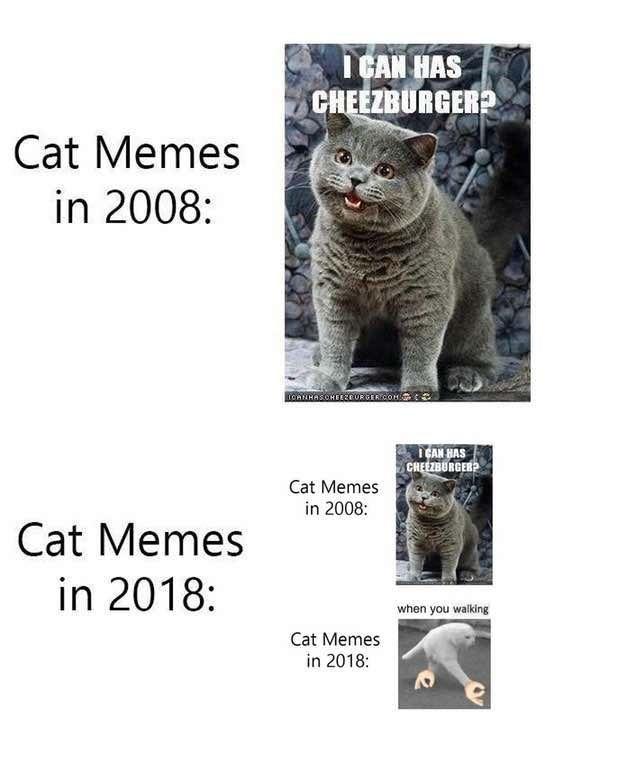 I CAN HAS
CHEEZBURGER?
Cat Memes
in 2008:
ICANHASCHEEZBURGER.COM
I CAN HAS
CHEEZBURGER?
Cat Memes
in 2008:
Cat Memes
in 2018:
when you walking
Cat Memes
in 2018: